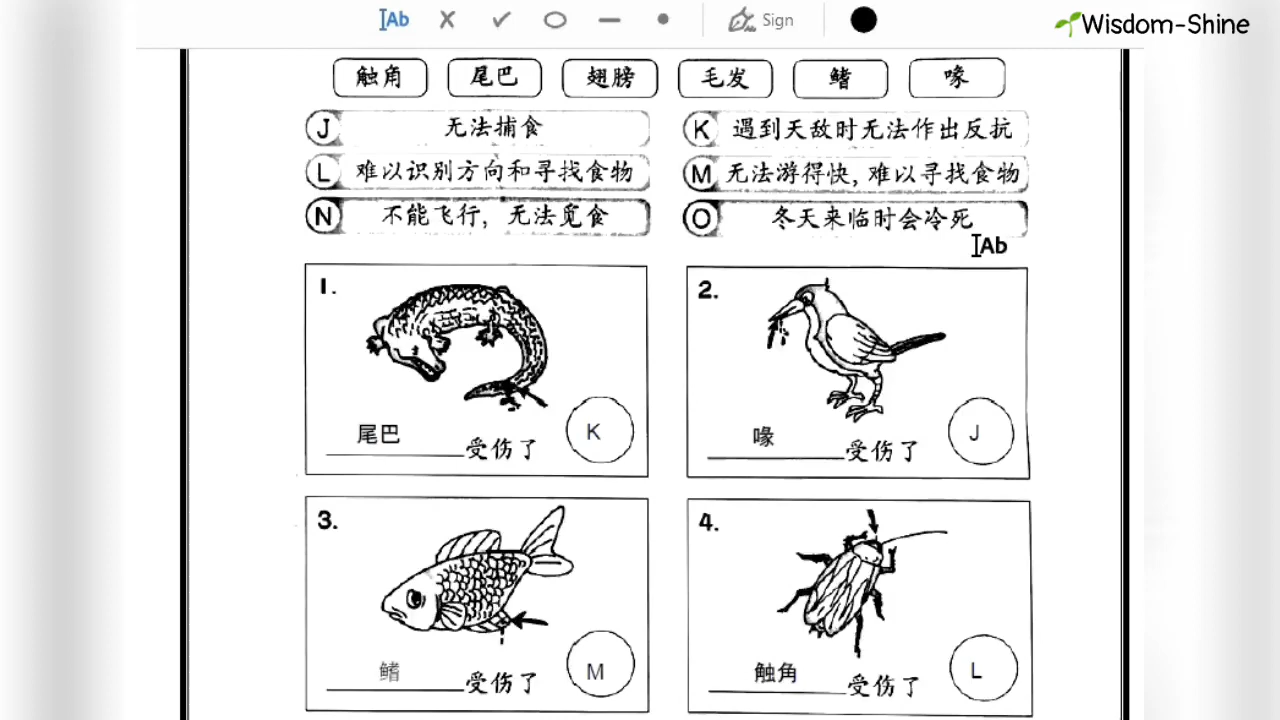 Ab Sign
Wisdom-Shine
触角 尾巴 翅膀 毛发 鳍 喙
J 无法捕食
K 遇到天敌时无法作出反抗
L 难以识别方向和寻找食物
M 无法游得快, 难以寻找食物
N 不能飞行, 无法觅食
O 冬天来临时会冷死
Ab
1.
尾巴受伤了 K
2.
喙受伤了 J
3.
鳍受伤了 M
4.
触角受伤了 L